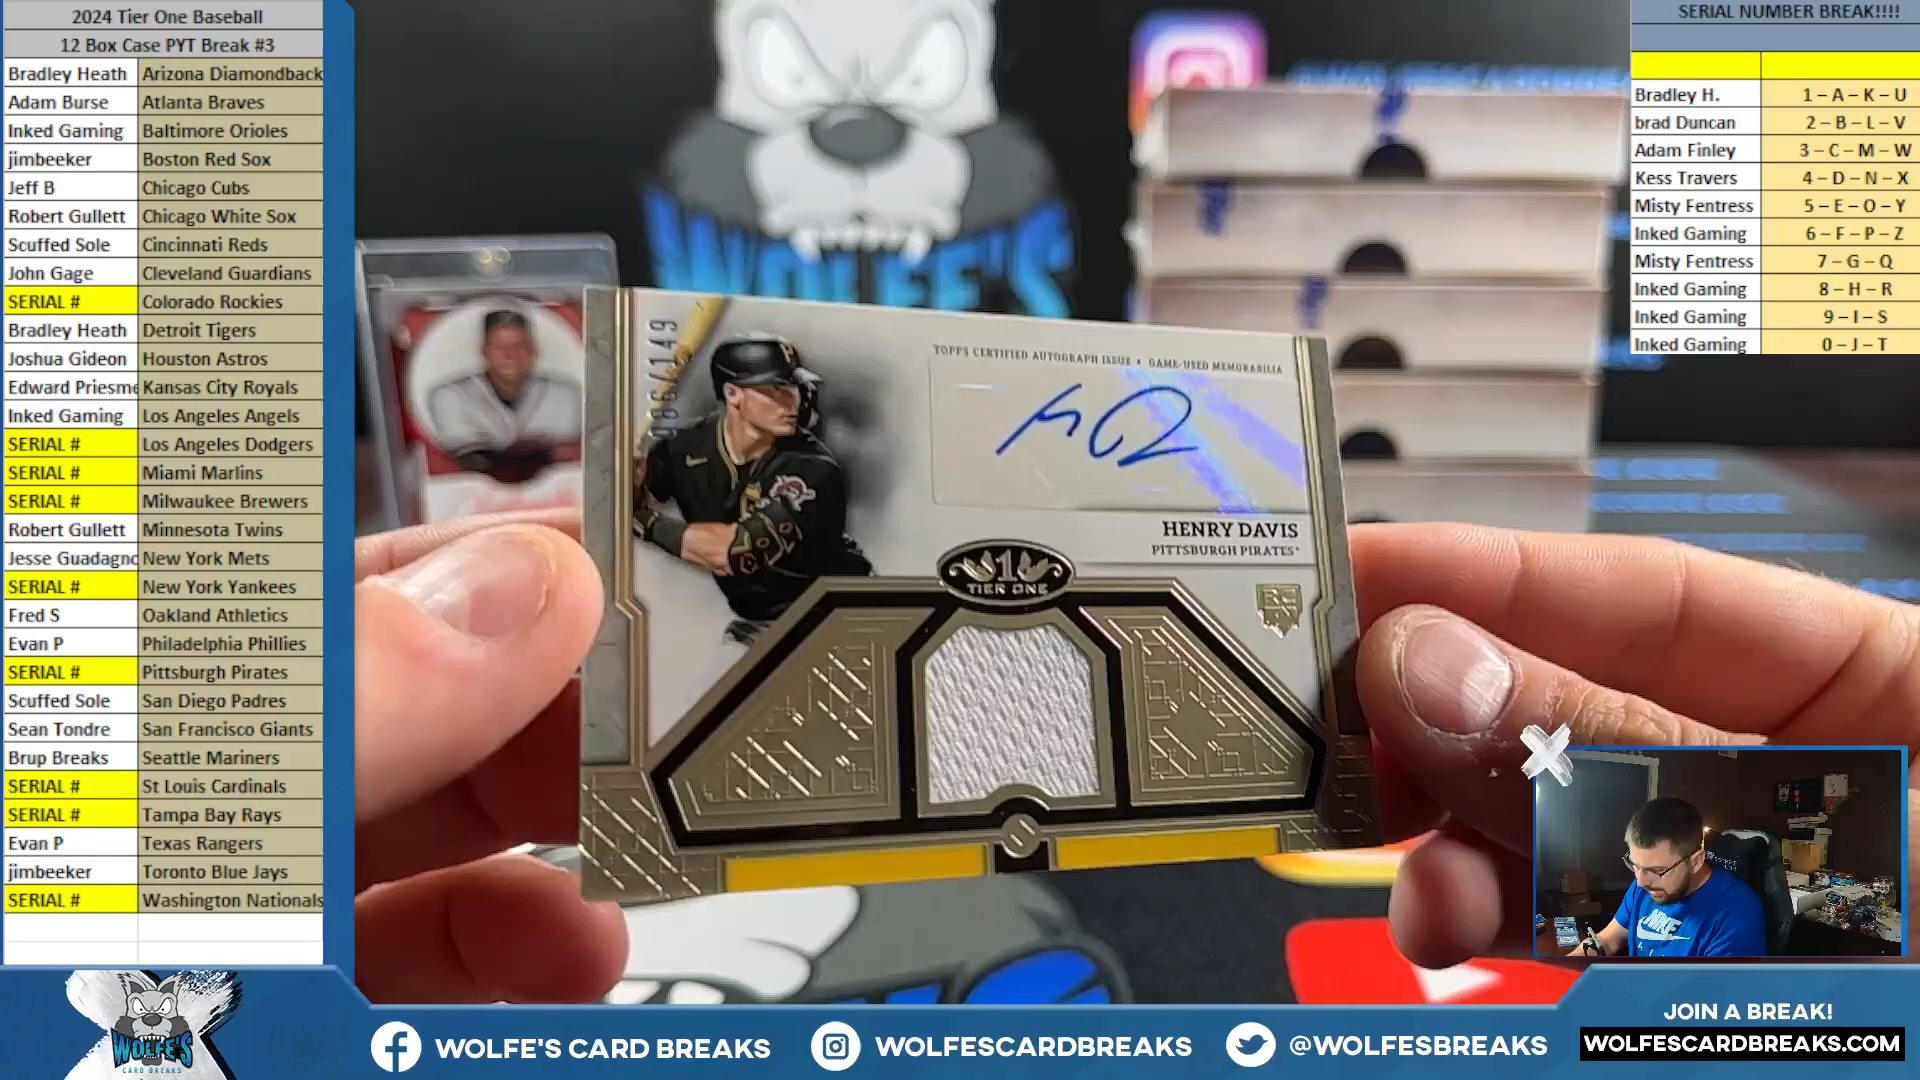 2024 Tier One Baseball
12 Box Case PYT Break #3
Bradley Heath Arizona Diamondback
Adam Burse Atlanta Braves
Inked Gaming Baltimore Orioles
jimbeeker Boston Red Sox
Jeff B Chicago Cubs
Robert Gullett Chicago White Sox
Scuffed Sole Cincinnati Reds
John Gage Cleveland Guardians
SERIAL # Colorado Rockies
Bradley Heath Detroit Tigers
Joshua Gideon Houston Astros
Edward Priesme Kansas City Royals
Inked Gaming Los Angeles Angels
SERIAL # Los Angeles Dodgers
SERIAL # Miami Marlins
SERIAL # Milwaukee Brewers
Robert Gullett Minnesota Twins
Jesse Guadagno New York Mets
SERIAL # New York Yankees
Fred S Oakland Athletics
Evan P Philadelphia Phillies
SERIAL # Pittsburgh Pirates
Scuffed Sole San Diego Padres
Sean Tondre San Francisco Giants
Brup Breaks Seattle Mariners
SERIAL # St Louis Cardinals
SERIAL # Tampa Bay Rays
Evan P Texas Rangers
jimbeeker Toronto Blue Jays
SERIAL # Washington Nationals
WOLFE'S
086/149
P
TOPPS CERTIFIED AUTOGRAPH ISSUE • GAME-USED MEMORABILIA
HENRY DAVIS
PITTSBURGH PIRATES
1
TIER ONE
RC
SERIAL NUMBER BREAK!!!!
Bradley H. 1 – A – K – U
brad Duncan 2 – B – L – V
Adam Finley 3 – C – M – W
Kess Travers 4 – D – N – X
Misty Fentress 5 – E – O – Y
Inked Gaming 6 – F – P – Z
Misty Fentress 7 – G – Q
Inked Gaming 8 – H – R
Inked Gaming 9 – I – S
Inked Gaming 0 – J – T
NIKE
WOLFE'S
CARD BREAKS
WOLFE'S CARD BREAKS
WOLFESCARDBREAKS
@WOLFESBREAKS
JOIN A BREAK!
WOLFESCARDBREAKS.COM